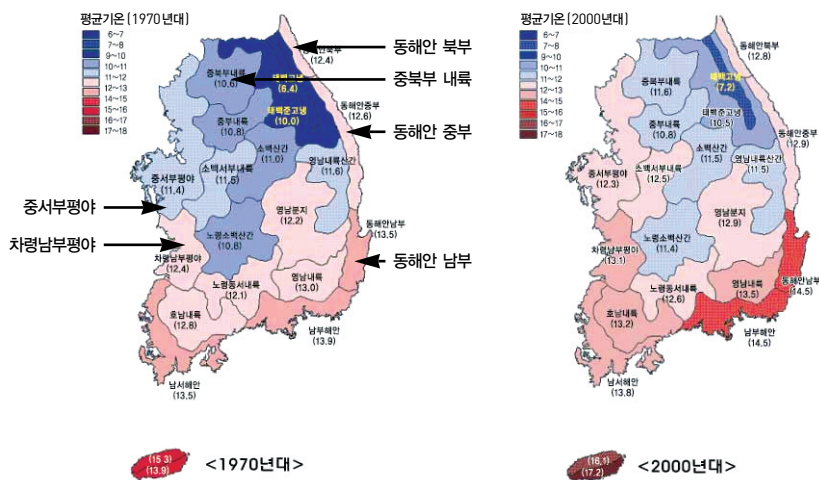 평균기온 (1970년대)
6~7
7~8
9~10
10~11
11~12
12~13
14~15
15~16
16~17
17~18
동해안북부
(12.4)
동해안 북부
중북부내륙
(10.6)
중북부 내륙
태백고냉
(6.4)
태백준고냉
(10.0)
동해안중부
(12.6)
동해안 중부
중부내륙
(10.8)
소백산간
(11.0)
영남내륙산간
(11.6)
중서부평야
(11.4)
소백서부내륙
(11.5)
중서부평야
영남분지
(12.2)
동해안남부
(13.5)
노령소백산간
(10.8)
차령남부평야
차령남부평야
(12.4)
동해안 남부
노령동서내륙
(12.1)
영남내륙
(13.0)
호남내륙
(12.8)
남부해안
(13.9)
남서해안
(13.5)
(15.3)
(13.9)
<1970년대>
평균기온 (2000년대)
6~7
7~8
9~10
10~11
11~12
12~13
14~15
15~16
16~17
17~18
동해안북부
(12.8)
중북부내륙
(11.6)
태백고냉
(7.2)
태백준고냉
(10.5)
동해안중부
(12.9)
중부내륙
(10.8)
소백산간
(11.5)
영남내륙산간
(11.5)
중서부평야
(12.3)
소백서부내륙
(12.5)
영남분지
(12.9)
노령소백산간
(11.4)
차령남부평야
(13.1)
동해안남부
(14.5)
노령동서내륙
(12.6)
영남내륙
(13.5)
호남내륙
(13.2)
남부해안
(14.5)
남서해안
(13.8)
(16.1)
(17.2)
<2000년대>